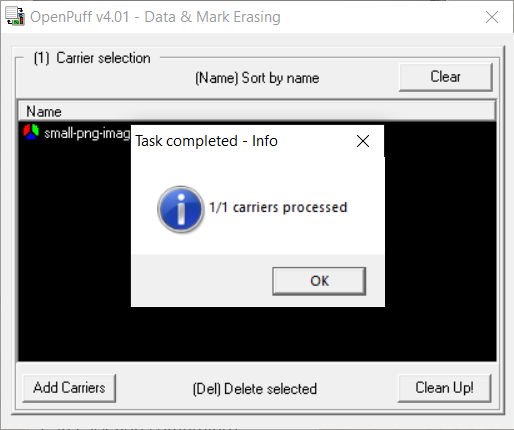 OpenPuff v4.01 - Data & Mark Erasing
(1) Carrier selection
(Name) Sort by name
Clear
Name
small-png-imag
Task completed - Info
1/1 carriers processed
OK
Add Carriers
(Del) Delete selected
Clean Up!